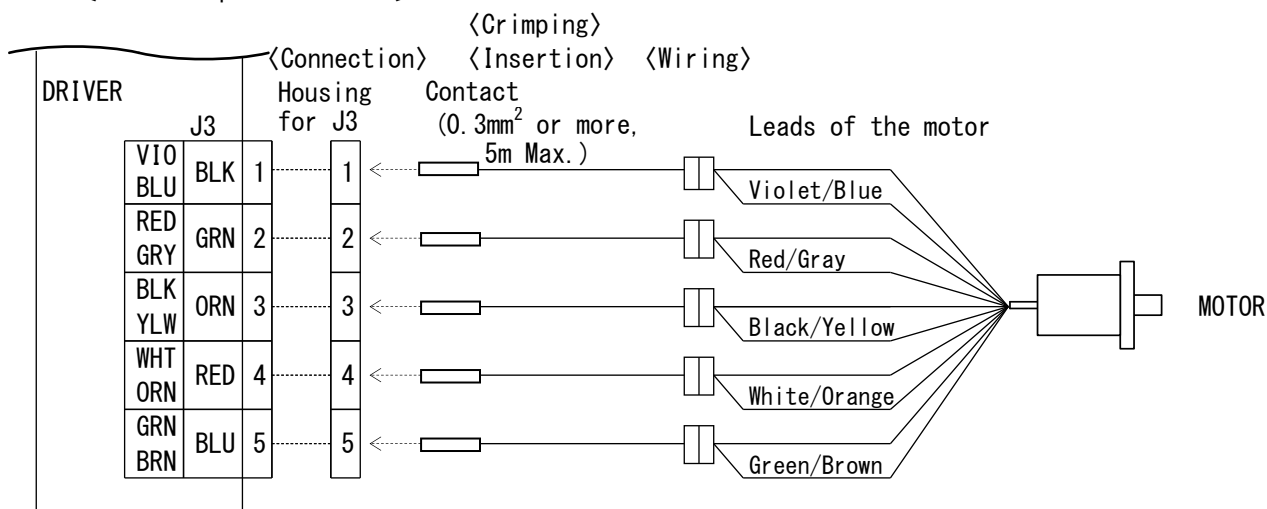 〈Crimping〉
〈Connection〉 〈Insertion〉 〈Wiring〉
DRIVER Housing for J3 Contact
(0.3mm² or more,
5m Max.)
Leads of the motor
J3
VIO BLU BLK 1 1 Violet/Blue
RED GRY GRN 2 2 Red/Gray
BLK YLW ORN 3 3 Black/Yellow
WHT ORN RED 4 4 White/Orange
GRN BRN BLU 5 5 Green/Brown
MOTOR